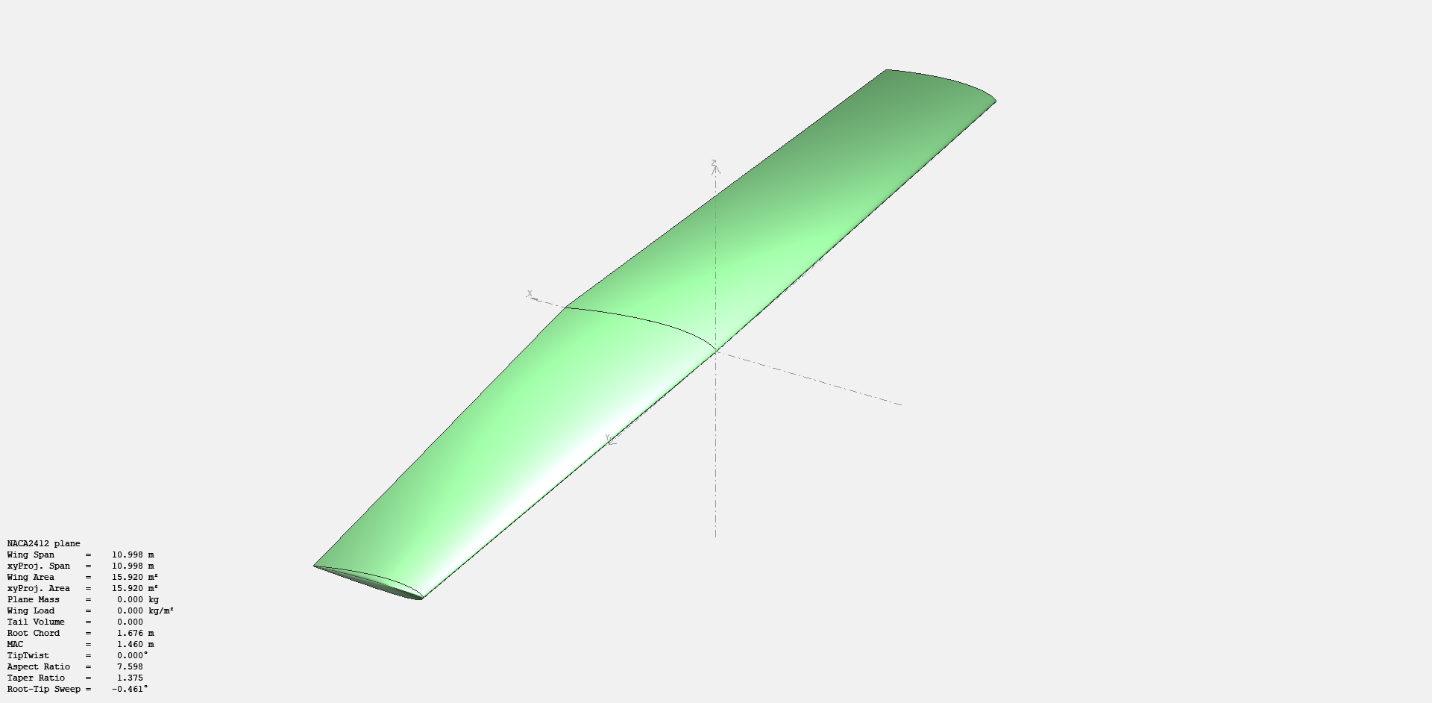 Z
X
Y
NACA2412 plane
Wing Span = 10.998 m
xyProj. Span = 10.998 m
Wing Area = 15.920 m²
xyProj. Area = 15.920 m²
Plane Mass = 0.000 kg
Wing Load = 0.000 kg/m²
Tail Volume = 0.000
Root Chord = 1.676 m
MAC = 1.460 m
TipTwist = 0.000°
Aspect Ratio = 7.598
Taper Ratio = 1.375
Root-Tip Sweep = -0.461°